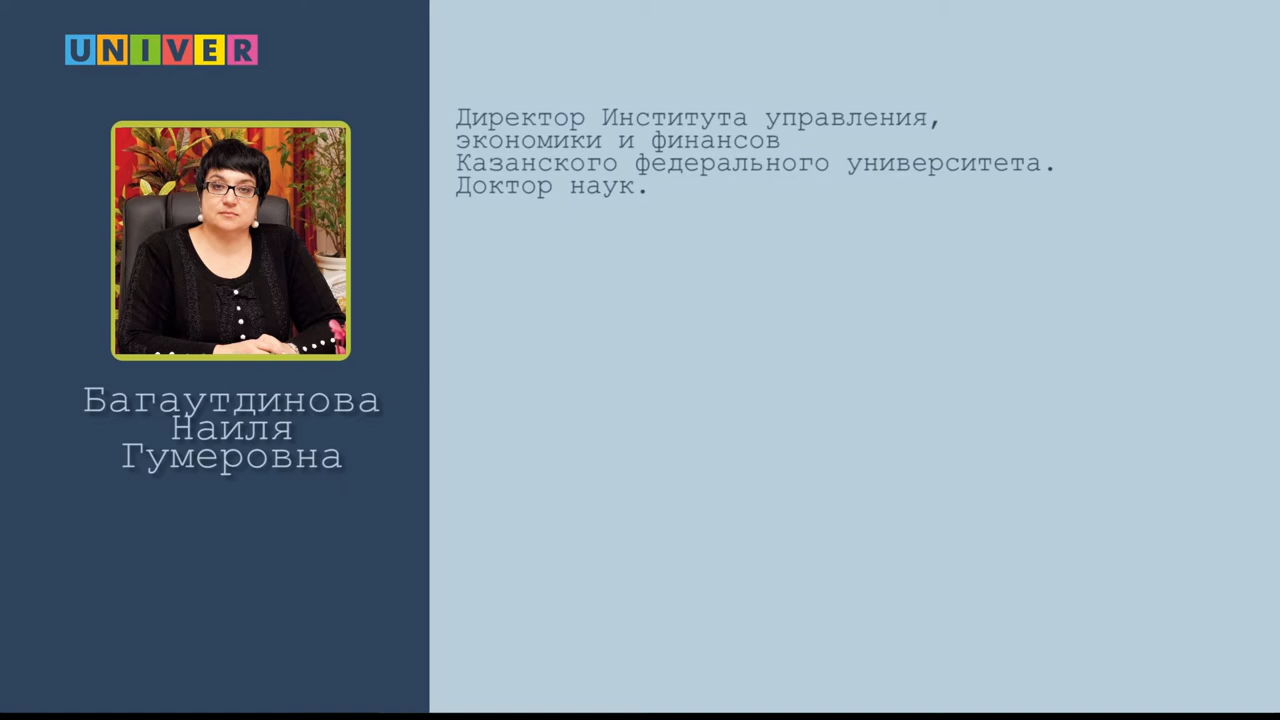 UNIVER
Багаутдинова
Наиля
Гумеровна
Директор Института управления,
экономики и финансов
Казанского федерального университета.
Доктор наук.